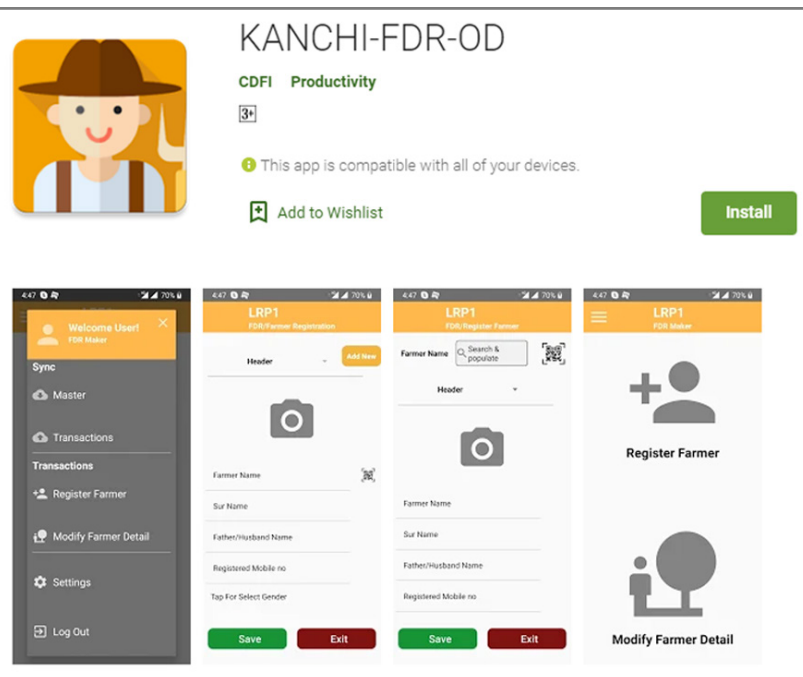 KANCHI-FDR-OD
CDFI Productivity
3+
This app is compatible with all of your devices.
Add to Wishlist
Install
4:47 70%
Welcome User!
FDR Maker
Sync
Master
Transactions
Transactions
Register Farmer
Modify Farmer Detail
Settings
Log Out
4:47 70%
LRP1
FDR/Farmer Registration
Header
Add New
Farmer Name
Sur Name
Father/Husband Name
Registered Mobile no
Tap For Select Gender
Save Exit
4:47 70%
LRP1
FDR/Register Farmer
Farmer Name
Search &
populate
Header
Farmer Name
Sur Name
Father/Husband Name
Registered Mobile no
Save Exit
4:47 70%
LRP1
FDR Maker
Register Farmer
Modify Farmer Detail